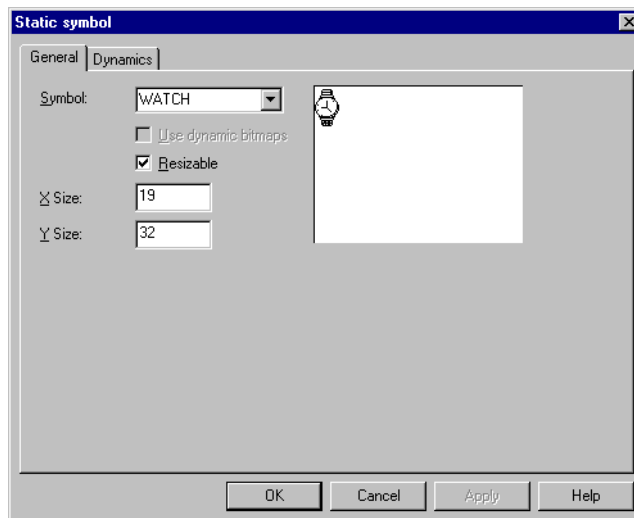 Static symbol
General Dynamics
Symbol: WATCH
Use dynamic bitmaps
Resizable
X Size: 19
Y Size: 32
OK Cancel Apply Help